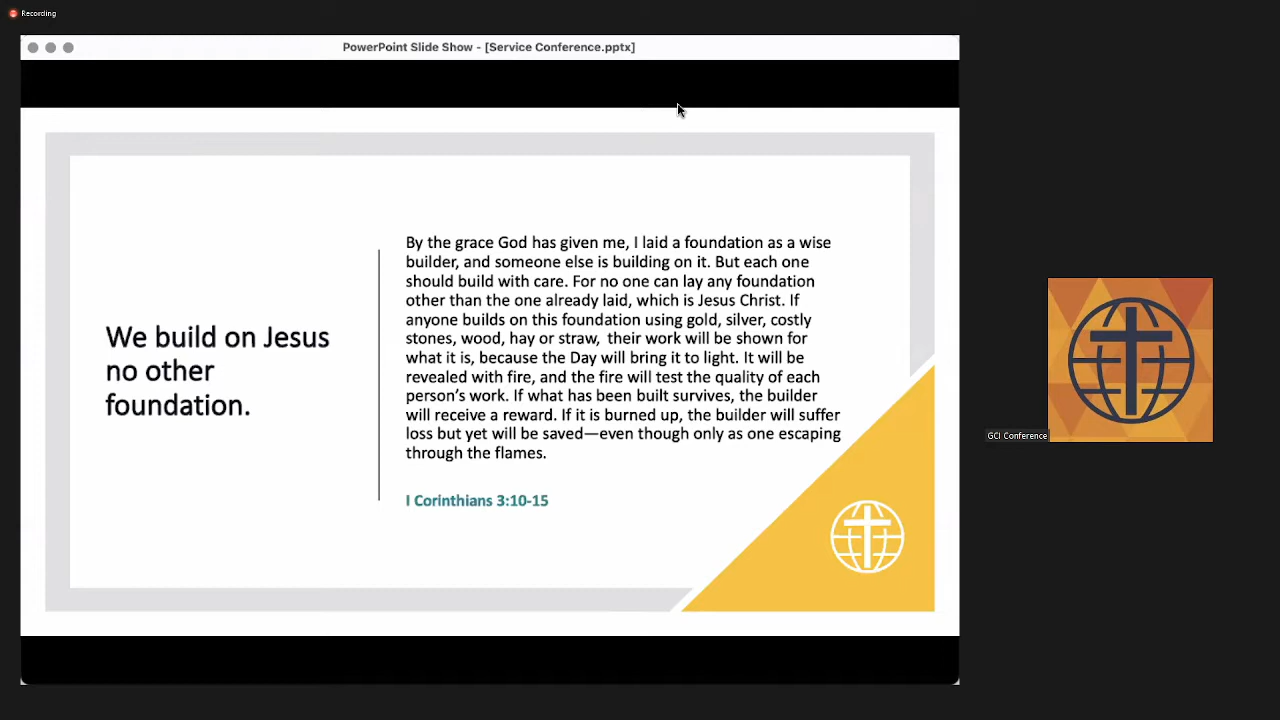 Recording
PowerPoint Slide Show - [Service Conference.pptx]
We build on Jesus
no other
foundation.
By the grace God has given me, I laid a foundation as a wise
builder, and someone else is building on it. But each one
should build with care. For no one can lay any foundation
other than the one already laid, which is Jesus Christ. If
anyone builds on this foundation using gold, silver, costly
stones, wood, hay or straw,  their work will be shown for
what it is, because the Day will bring it to light. It will be
revealed with fire, and the fire will test the quality of each
person’s work. If what has been built survives, the builder
will receive a reward. If it is burned up, the builder will suffer
loss but yet will be saved—even though only as one escaping
through the flames.
I Corinthians 3:10-15
GCI Conference